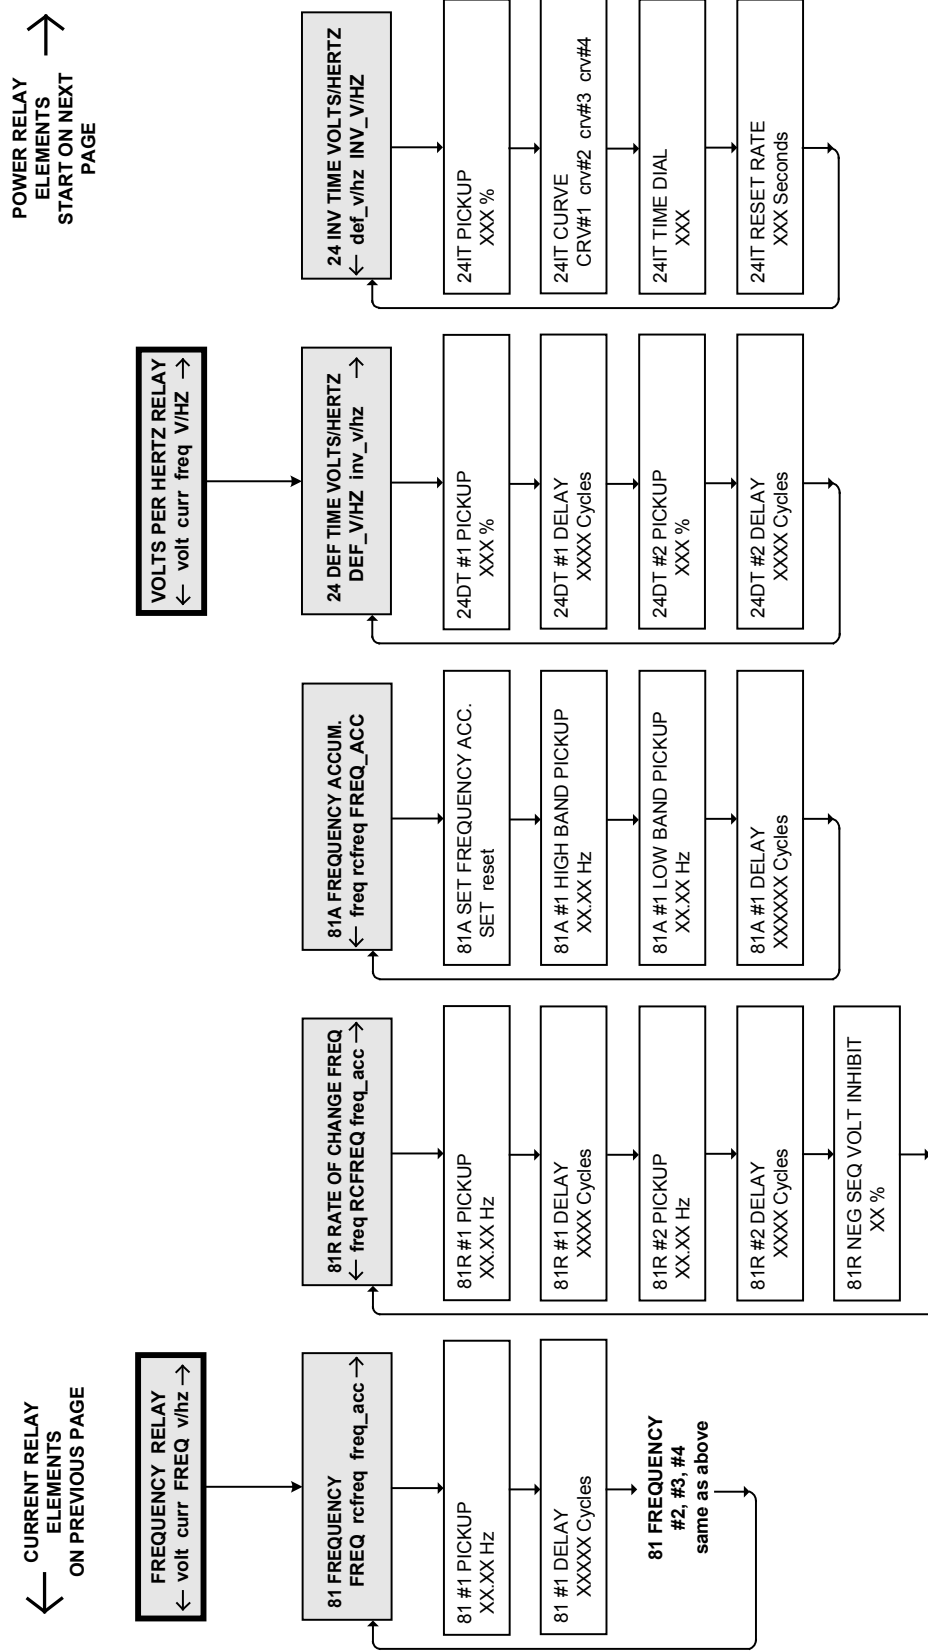 ← CURRENT RELAY
ELEMENTS
ON PREVIOUS PAGE
POWER RELAY →
ELEMENTS
START ON NEXT
PAGE
FREQUENCY RELAY
← volt curr FREQ v/hz →
81 FREQUENCY
FREQ rcfreq freq_acc →
81 #1 PICKUP
XX.XX Hz
81 #1 DELAY
XXXXX Cycles
81 FREQUENCY
#2, #3, #4
same as above
81R RATE OF CHANGE FREQ
← freq RCFREQ freq_acc →
81R #1 PICKUP
XX.XX Hz
81R #1 DELAY
XXXX Cycles
81R #2 PICKUP
XX.XX Hz
81R #2 DELAY
XXXX Cycles
81R NEG SEQ VOLT INHIBIT
XX %
81A FREQUENCY ACCUM.
← freq rcfreq FREQ_ACC
81A SET FREQUENCY ACC.
SET reset
81A #1 HIGH BAND PICKUP
XX.XX Hz
81A #1 LOW BAND PICKUP
XX.XX Hz
81A #1 DELAY
XXXXXX Cycles
VOLTS PER HERTZ RELAY
← volt curr freq V/HZ →
24 DEF TIME VOLTS/HERTZ
DEF_V/HZ inv_v/hz →
24DT #1 PICKUP
XXX %
24DT #1 DELAY
XXXX Cycles
24DT #2 PICKUP
XXX %
24DT #2 DELAY
XXXX Cycles
24 INV TIME VOLTS/HERTZ
← def_v/hz INV_V/HZ
24IT PICKUP
XXX %
24IT CURVE
CRV#1 crv#2 crv#3 crv#4
24IT TIME DIAL
XXX
24IT RESET RATE
XXX Seconds